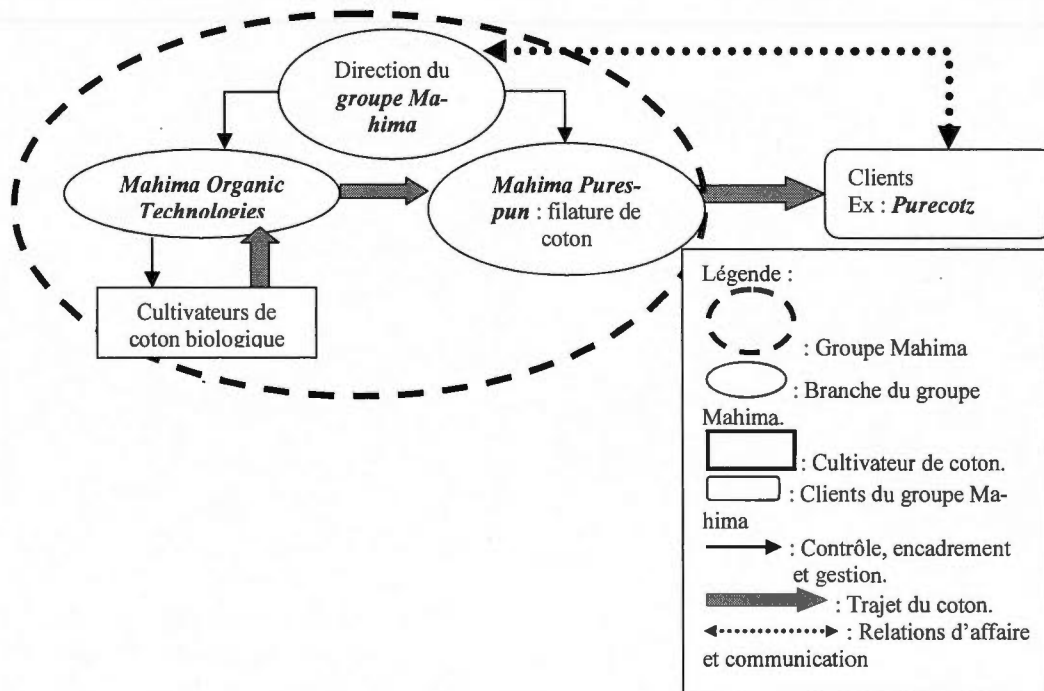 Direction du
groupe Ma-
hima
Mahima Organic
Technologies
Mahima Pures-
pun : filature de
coton
Clients
Ex : Purecotz
Cultivateurs de
coton biologique
Légende :
: Groupe Mahima
: Branche du groupe
Mahima.
: Cultivateur de coton.
: Clients du groupe Ma-
hima
: Contrôle, encadrement
et gestion.
: Trajet du coton.
: Relations d'affaire
et communication